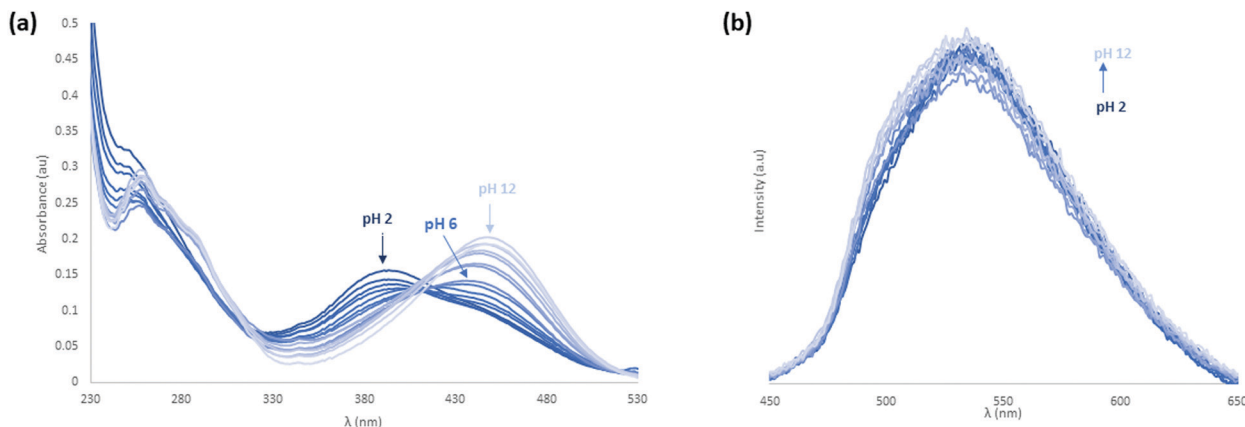 (a)
0.5
0.45
0.4
0.35
0.3
0.25
0.2
0.15
0.1
0.05
0
Absorbance (au)
pH 2
pH 6
pH 12
230
280
330
380
430
480
530
λ (nm)
(b)
pH 12
pH 2
Intensity (a.u)
450
500
550
600
650
λ (nm)